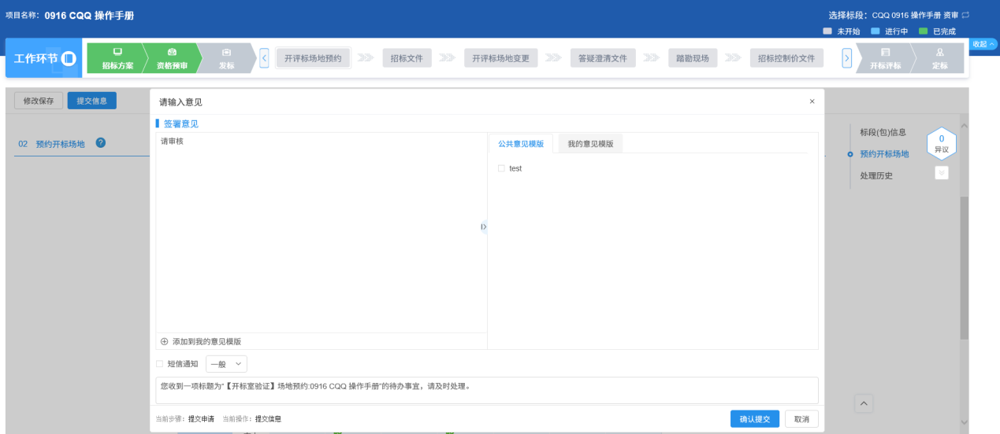 项目名称: 0916 CQQ 操作手册
选择标段: CQQ 0916 操作手册 资审
未开始 进行中 已完成
收起
工作环节
招标方案 资格预审 发标 开评标场地预约 招标文件 开评标场地变更 答疑澄清文件 踏勘现场 招标控制价文件 开标评标 定标
修改保存 提交信息
请输入意见 ×
签署意见
02 预约开标场地 ?
请审核
公共意见模版 我的意见模版
test
标段(包)信息
预约开标场地
处理历史
0
异议
添加到我的意见模版
短信通知 一般
您收到一项标题为“【开标室验证】场地预约:0916 CQQ 操作手册”的待办事宜，请及时处理。
当前步骤: 提交申请 当前操作: 提交信息
确认提交 取消